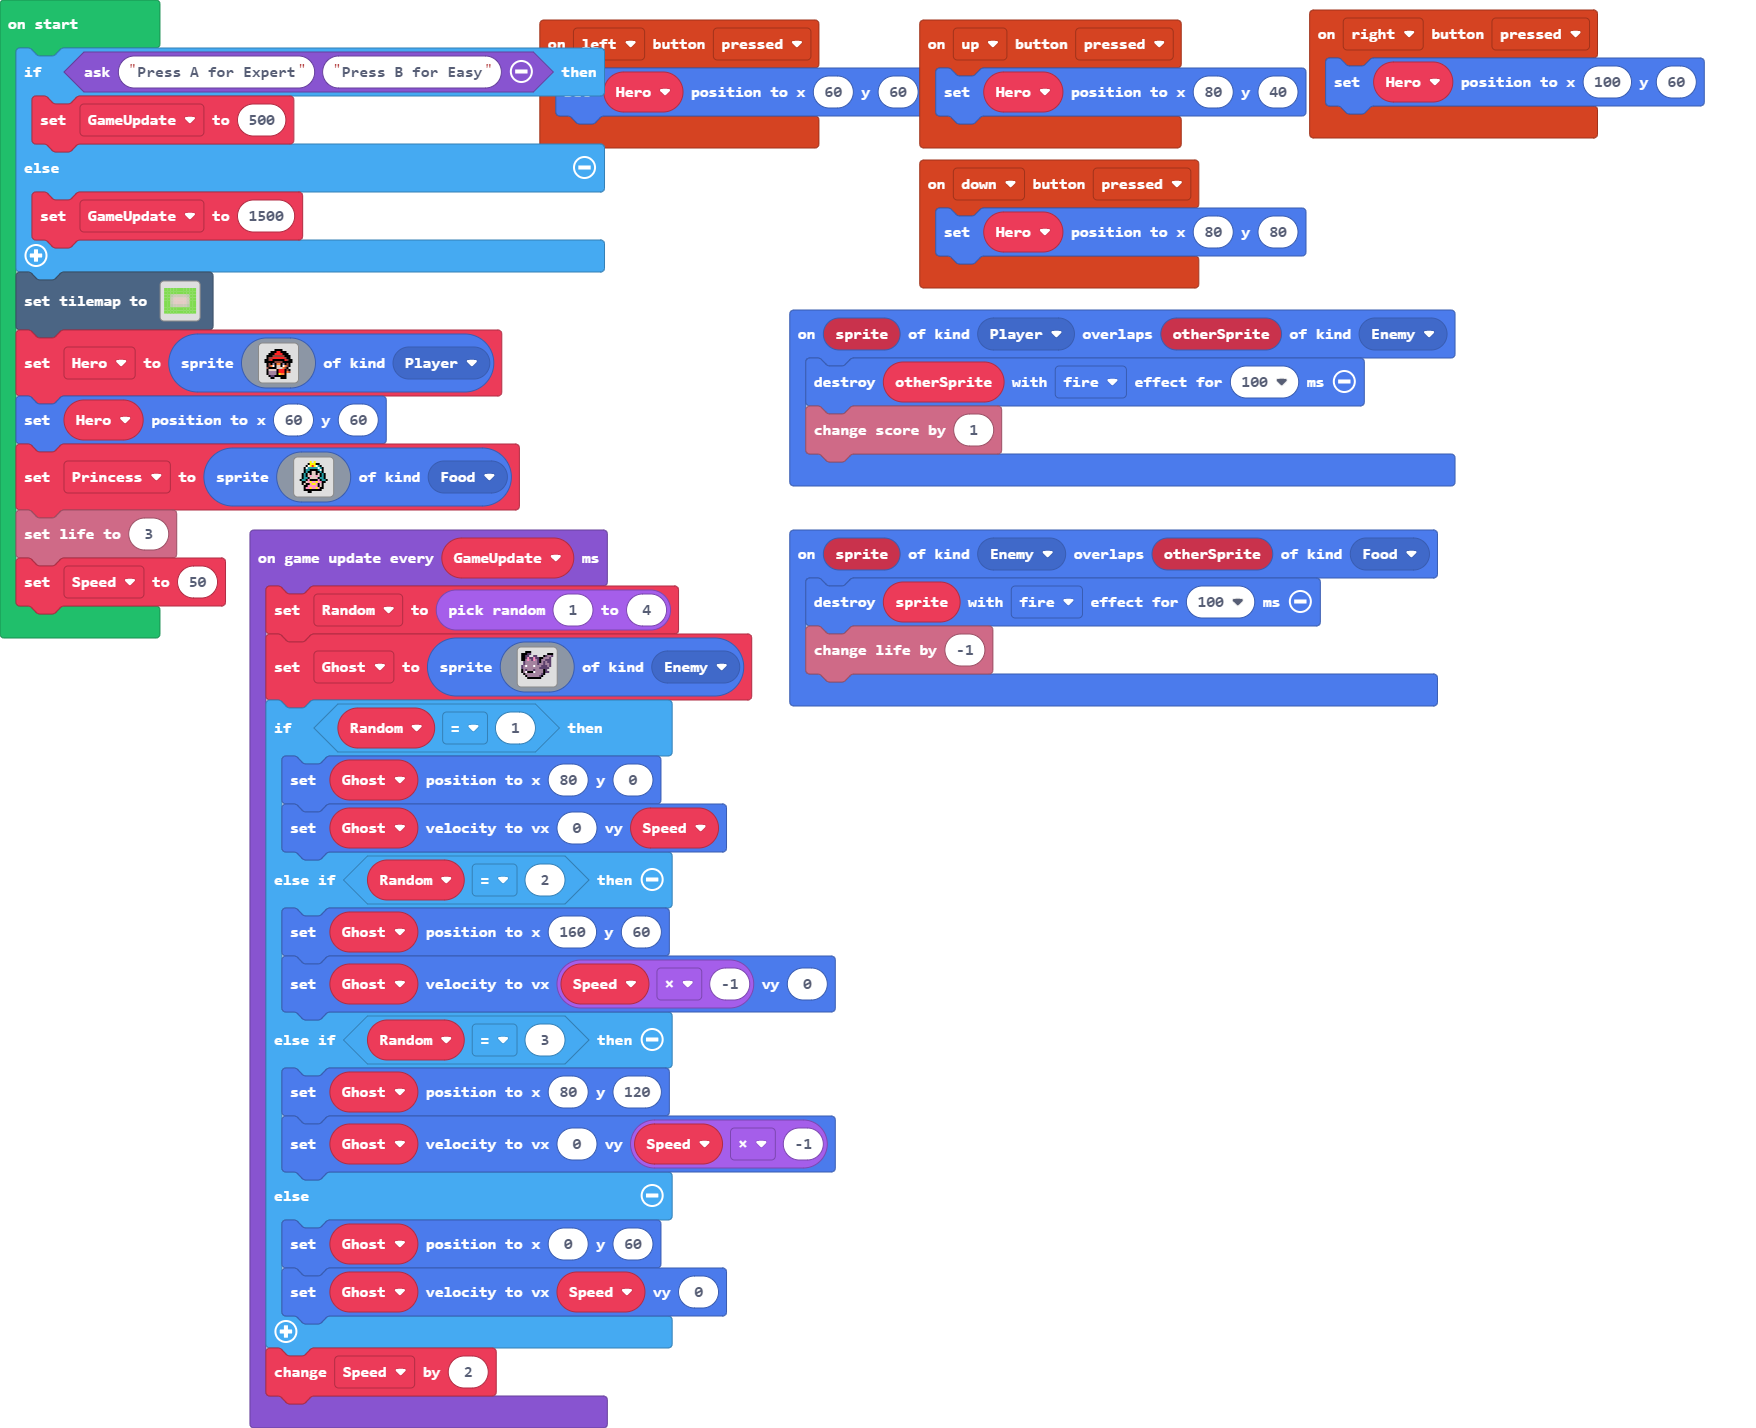 on start
if ask "Press A for Expert" "Press B for Easy" then
set GameUpdate to 500
else
set GameUpdate to 1500
set tilemap to
set Hero to sprite of kind Player
set Hero position to x 60 y 60
set Princess to sprite of kind Food
set life to 3
set Speed to 50
on left button pressed
Hero position to x 60 y 60
on up button pressed
set Hero position to x 80 y 40
on right button pressed
set Hero position to x 100 y 60
on down button pressed
set Hero position to x 80 y 80
on sprite of kind Player overlaps otherSprite of kind Enemy
destroy otherSprite with fire effect for 100 ms
change score by 1
on sprite of kind Enemy overlaps otherSprite of kind Food
destroy sprite with fire effect for 100 ms
change life by -1
on game update every GameUpdate ms
set Random to pick random 1 to 4
set Ghost to sprite of kind Enemy
if Random = 1 then
set Ghost position to x 80 y 0
set Ghost velocity to vx 0 vy Speed
else if Random = 2 then
set Ghost position to x 160 y 60
set Ghost velocity to vx Speed × -1 vy 0
else if Random = 3 then
set Ghost position to x 80 y 120
set Ghost velocity to vx 0 vy Speed × -1
else
set Ghost position to x 0 y 60
set Ghost velocity to vx Speed vy 0
change Speed by 2